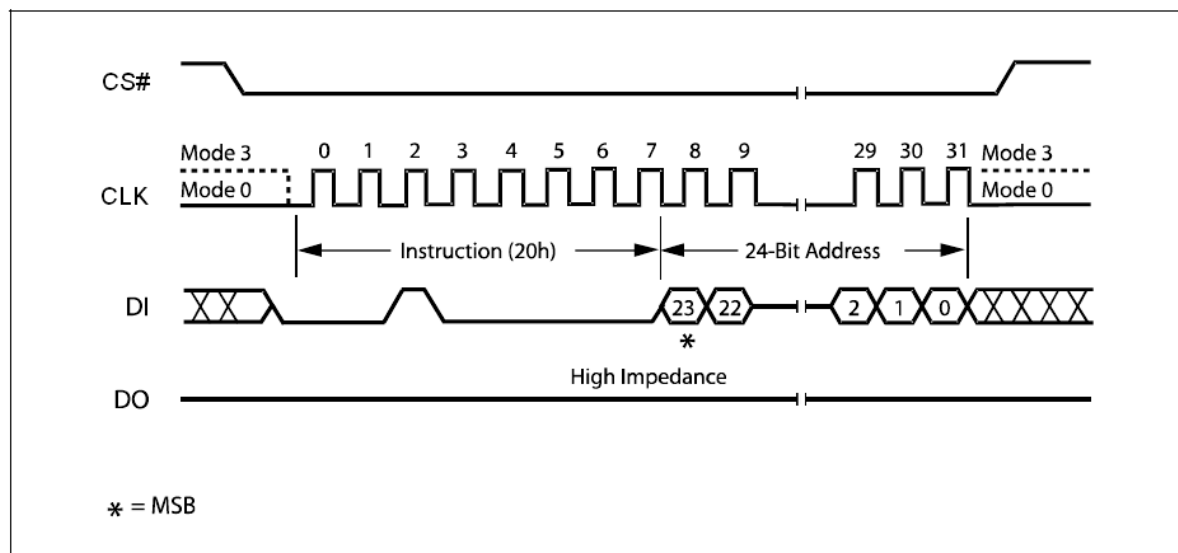 CS#
Mode 3 0 1 2 3 4 5 6 7 8 9 29 30 31 Mode 3
CLK Mode 0 Mode 0
Instruction (20h) 24-Bit Address
DI 23 22 2 1 0
*
High Impedance
DO
* = MSB